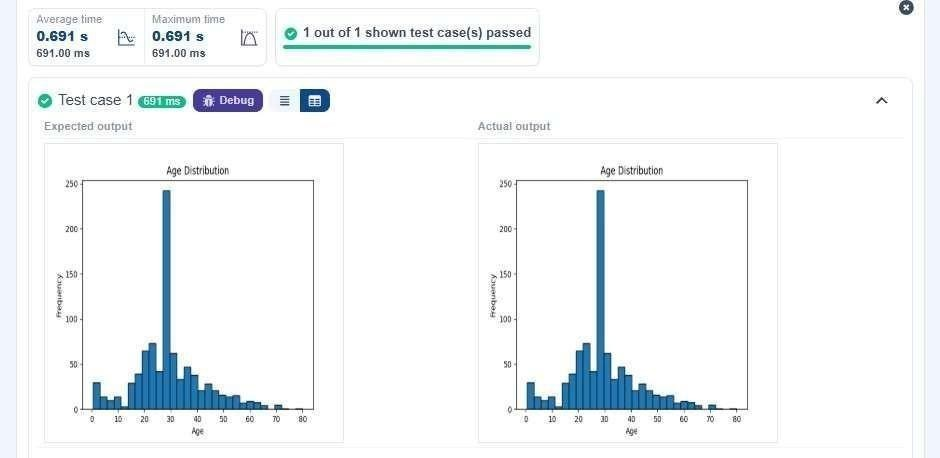 Average time
0.691 s
691.00 ms
Maximum time
0.691 s
691.00 ms
1 out of 1 shown test case(s) passed
Test case 1 691 ms Debug
Expected output
Actual output
Age Distribution
250
200
150
100
50
0
Frequency
0 10 20 30 40 50 60 70 80
Age
Age Distribution
250
200
150
100
50
0
Frequency
0 10 20 30 40 50 60 70 80
Age